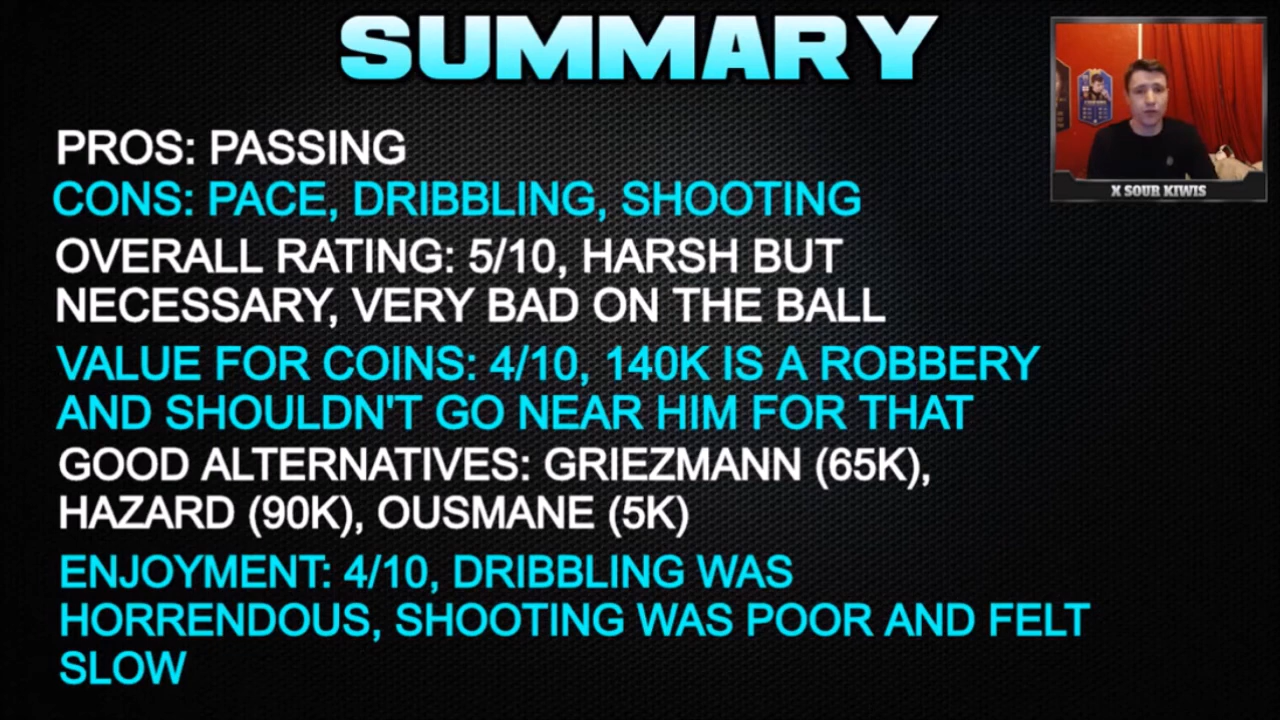 SUMMARY
X SOUR KIWIS
PROS: PASSING
CONS: PACE, DRIBBLING, SHOOTING
OVERALL RATING: 5/10, HARSH BUT
NECESSARY, VERY BAD ON THE BALL
VALUE FOR COINS: 4/10, 140K IS A ROBBERY
AND SHOULDN'T GO NEAR HIM FOR THAT
GOOD ALTERNATIVES: GRIEZMANN (65K),
HAZARD (90K), OUSMANE (5K)
ENJOYMENT: 4/10, DRIBBLING WAS
HORRENDOUS, SHOOTING WAS POOR AND FELT
SLOW